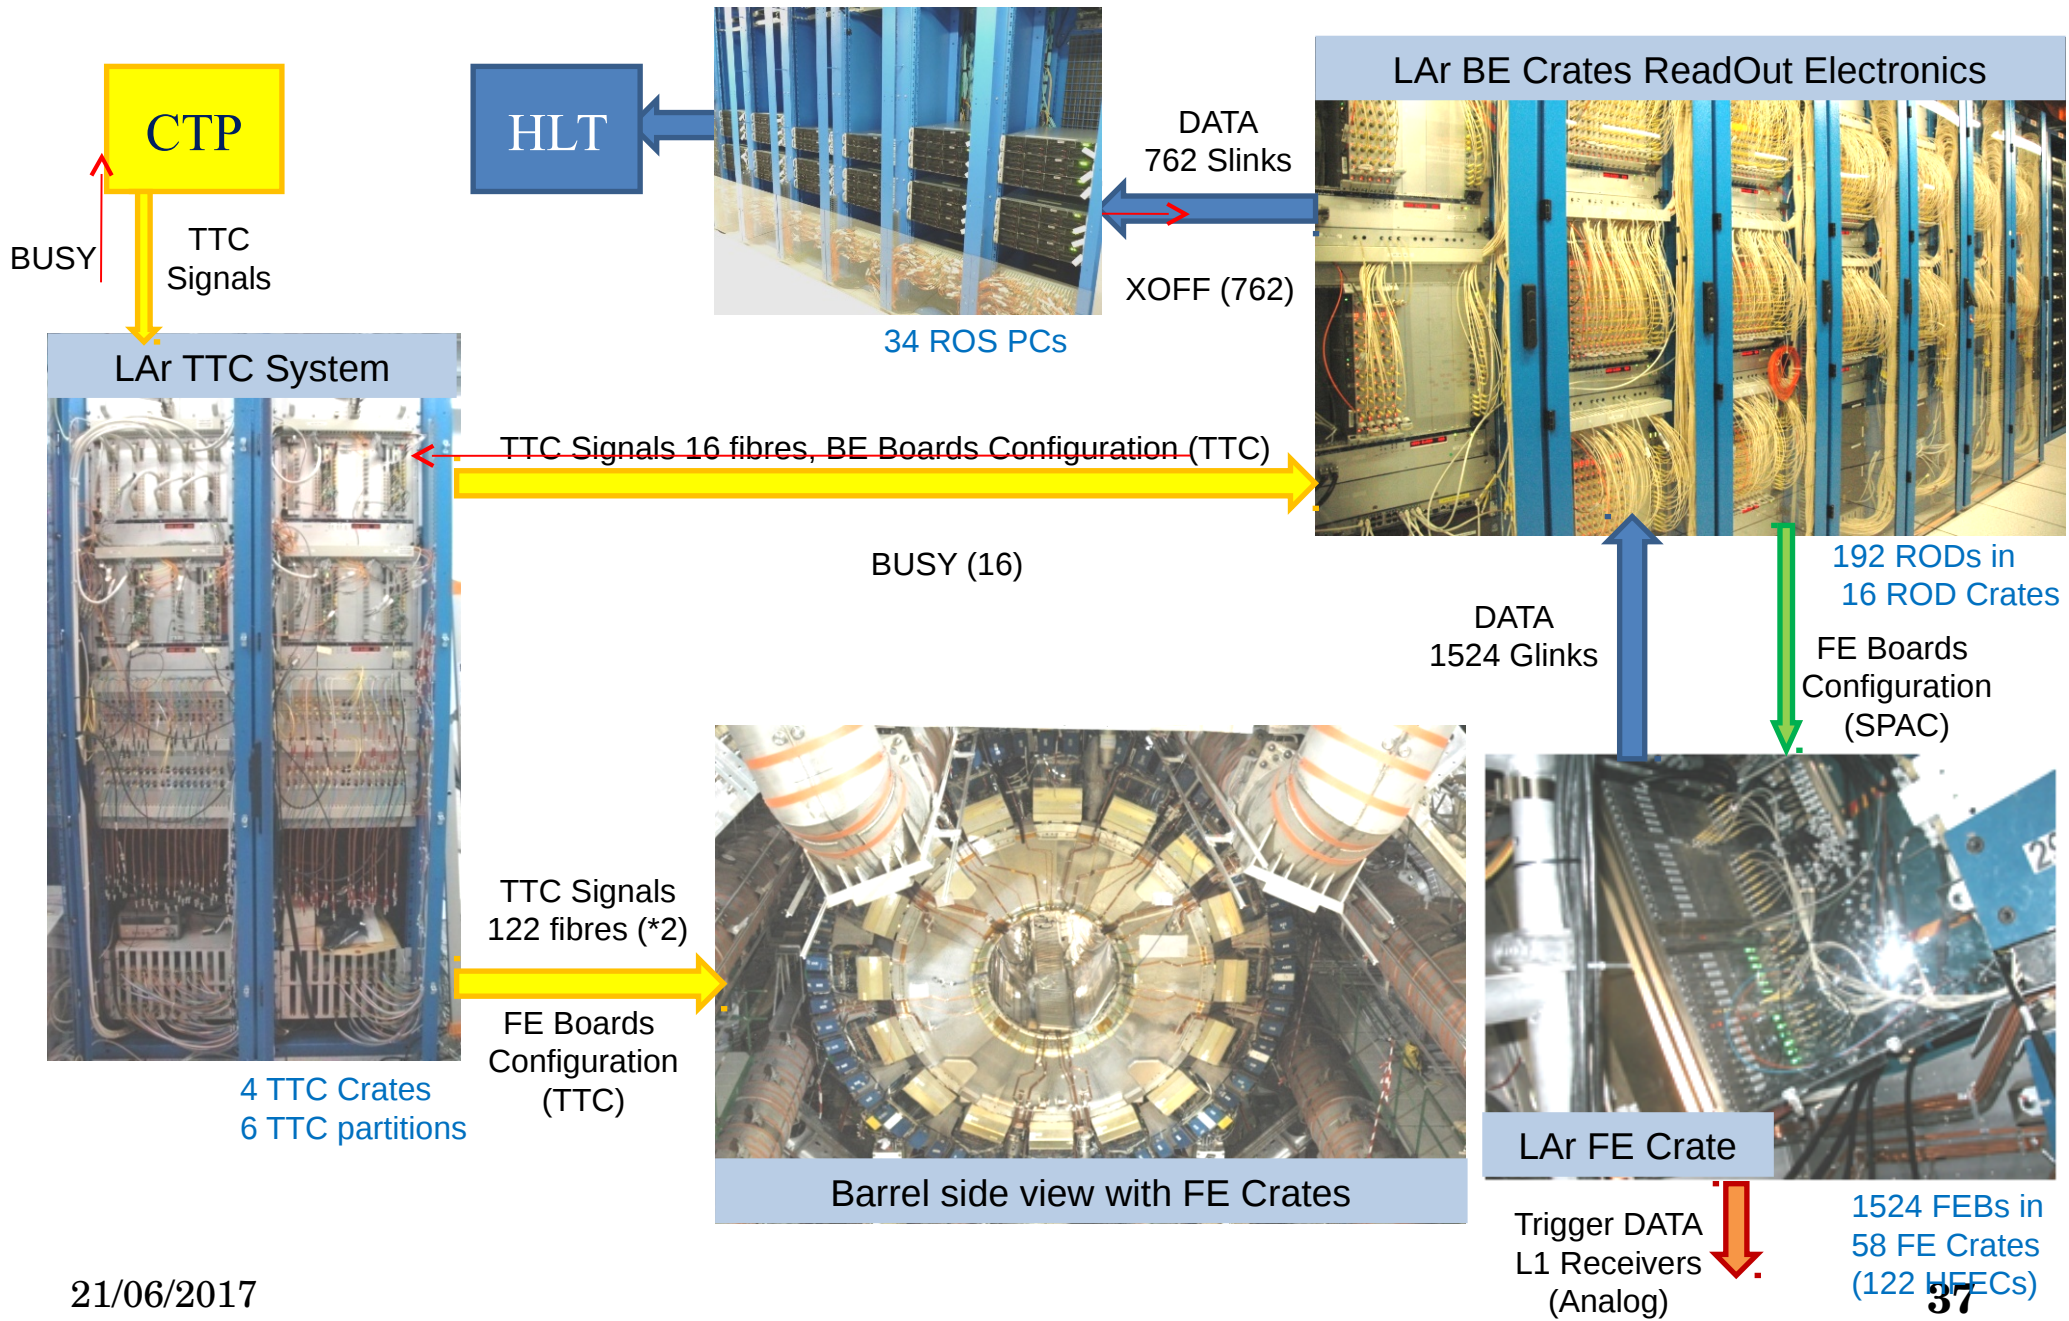 CTP
HLT
LAr BE Crates ReadOut Electronics
DATA
762 Slinks
BUSY
TTC
Signals
XOFF (762)
34 ROS PCs
LAr TTC System
TTC Signals 16 fibres, BE Boards Configuration (TTC)
BUSY (16)
192 RODs in
16 ROD Crates
DATA
1524 Glinks
FE Boards
Configuration
(SPAC)
TTC Signals
122 fibres (*2)
FE Boards
Configuration
(TTC)
4 TTC Crates
6 TTC partitions
Barrel side view with FE Crates
LAr FE Crate
Trigger DATA
L1 Receivers
(Analog)
1524 FEBs in
58 FE Crates
(122 HFECs)
21/06/2017
37